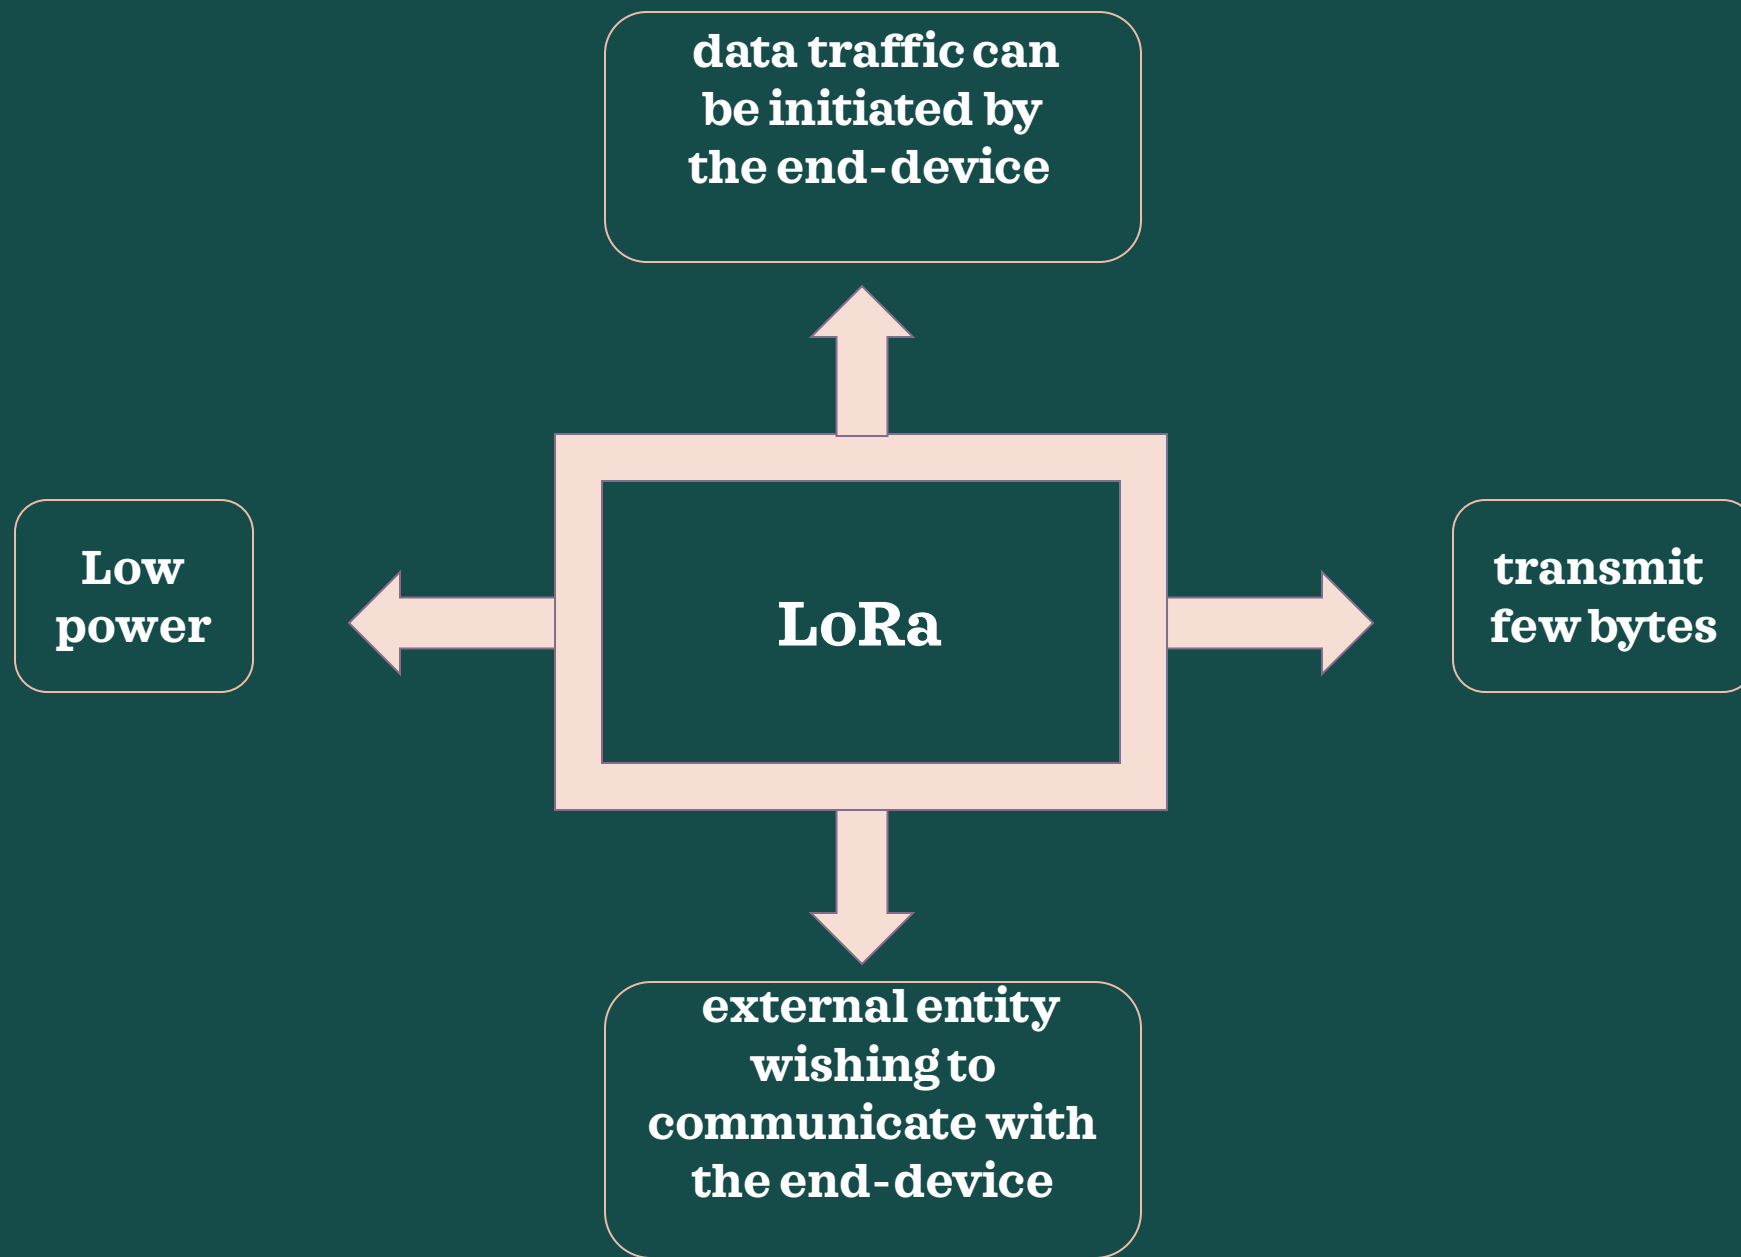 data traffic can
be initiated by
the end-device
Low
power
LoRa
transmit
few bytes
external entity
wishing to
communicate with
the end-device